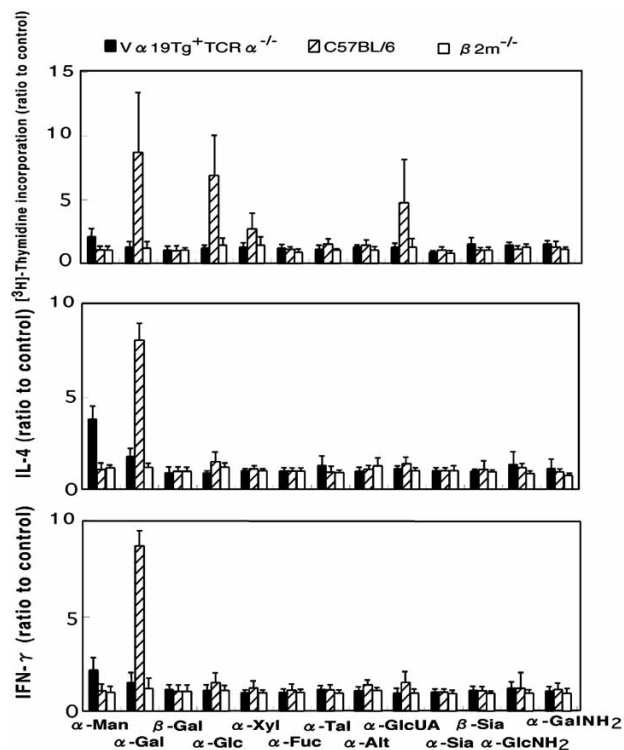 Vα19Tg⁺TCRα⁻/⁻ C57BL/6 β2m⁻/⁻
[³H]-Thymidine incorporation (ratio to control)
15
10
5
0
IL-4 (ratio to control)
10
5
0
IFN-γ (ratio to control)
10
5
0
α-Man β-Gal α-Xyl α-Tal α-GlcUA β-Sia α-GalNH2
α-Gal α-Glc α-Fuc α-Alt α-Sia α-GlcNH2